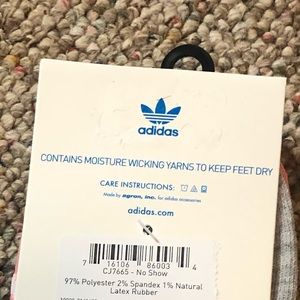 adidas
CONTAINS MOISTURE WICKING YARNS TO KEEP FEET DRY
CARE INSTRUCTIONS:
Made by agron, inc. for adidas accessories
adidas.com
7 16106 86003 4
CJ7665 - No Show
97% Polyester 2% Spandex 1% Natural
Latex Rubber